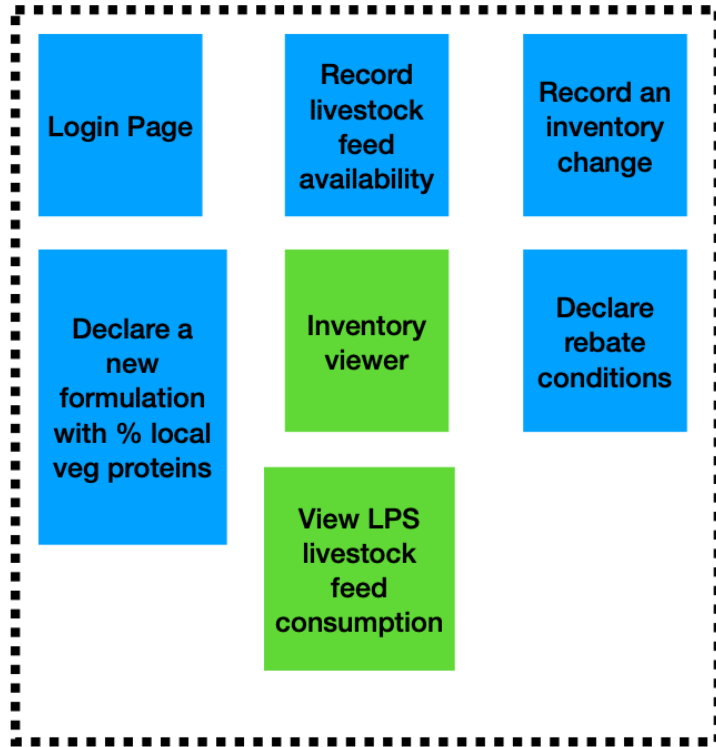 Login Page
Record
livestock
feed
availability
Record an
inventory
change
Declare a
new
formulation
with % local
veg proteins
Inventory
viewer
Declare
rebate
conditions
View LPS
livestock
feed
consumption